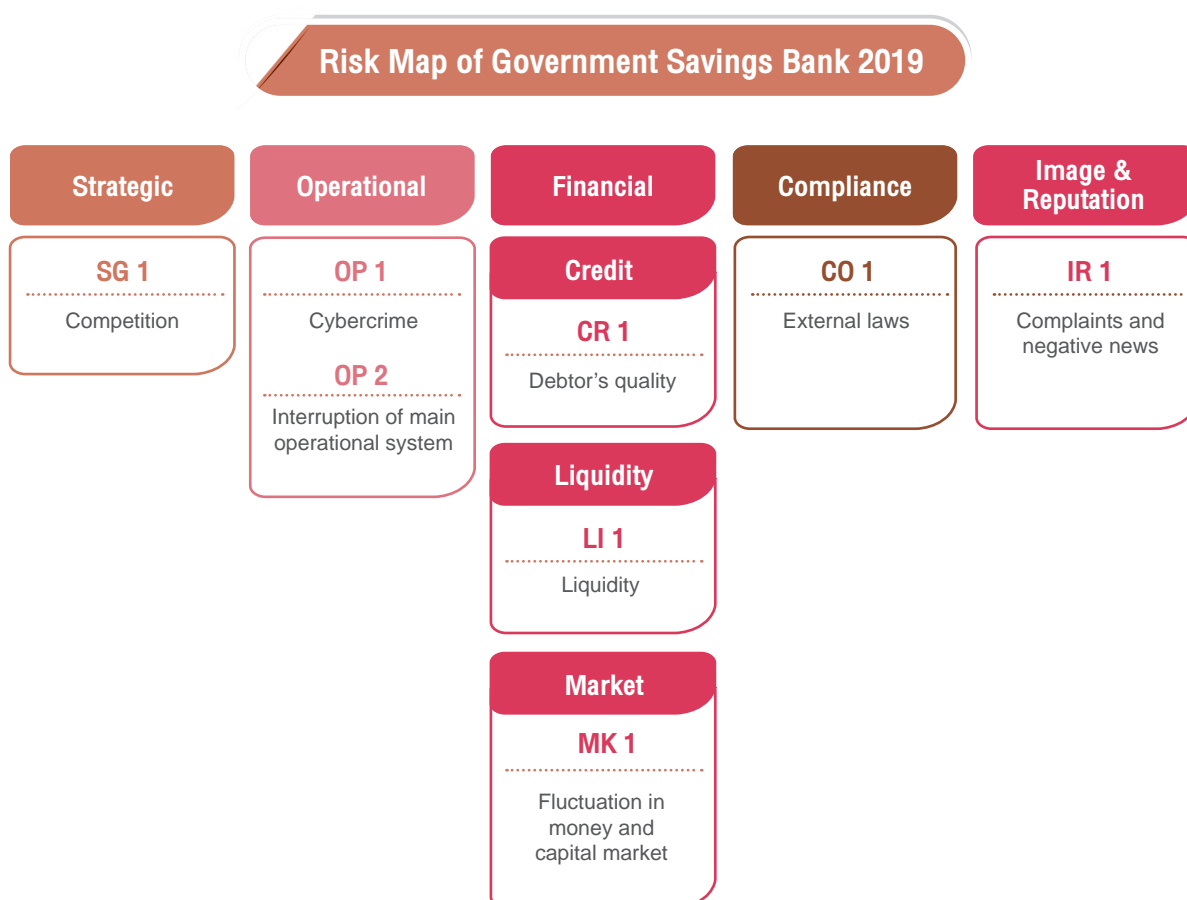 Risk Map of Government Savings Bank 2019
Strategic
SG 1
Competition
Operational
OP 1
Cybercrime
OP 2
Interruption of main
operational system
Financial
Credit
CR 1
Debtor's quality
Liquidity
LI 1
Liquidity
Market
MK 1
Fluctuation in
money and
capital market
Compliance
CO 1
External laws
Image &
Reputation
IR 1
Complaints and
negative news